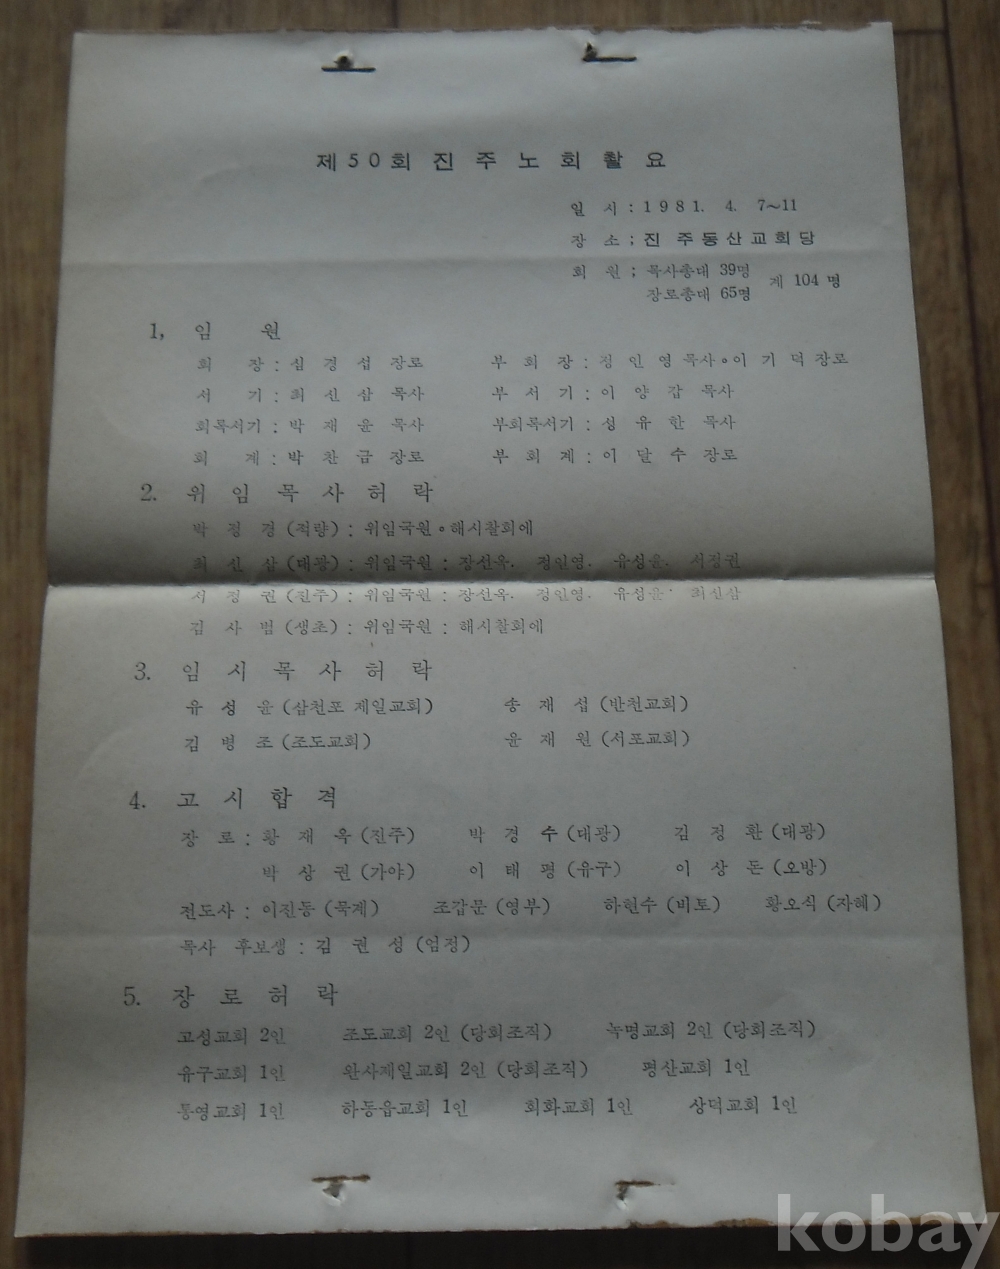 제50회 진 주 노 회 촬 요
일 시 : 1981. 4. 7~11
장 소 ; 진 주동산교회당
회 원 ; 목사총대 39명
장로총대 65명 계 104 명
1, 임 원
회 장 : 심 경 섭 장로 부 회 장 : 정 인 영 목사∘이 기 덕 장로
서 기 : 최 신 삼 목사 부 서 기 : 이 양 갑 목사
회록서기 : 박 재 윤 목사 부회록서기 : 심 유 한 목사
회 계 : 박 찬 금 장로 부 회 계 : 이 달 수 장로
2. 위 임 목 사 허 락
박 정 경 (적량) : 위임국원∘해시찰회에
최 신 삼 (대광) : 위임국원 : 장선옥. 정인영. 유성윤. 서정권
서 정 권 (진주) : 위임국원 : 장선옥. 정인영. 유성윤· 최신삼
김 사 범 (생초) : 위임국원 : 해시찰회에
3. 임 시 목 사 허 락
유 성 윤 (삼천포 제일교회) 송 재 섭 (반천교회)
김 병 조 (조도교회) 윤 재 원 (서포교회)
4. 고 시 합 격
장 로 : 황 재 옥 (진주) 박 경 수 (대광) 김 정 환 (대광)
박 상 권 (가야) 이 태 평 (유구) 이 상 돈 (오방)
전도사 : 이진동 (묵계) 조갑문 (영부) 하현수 (비토) 황오식 (자혜)
목사 후보생 : 김 권 성 (엄정)
5. 장 로 허 락
고성교회 2인 조도교회 2인 (당회조직) 녹명교회 2인 (당회조직)
유구교회 1인 완사제일교회 2인 (당회조직) 평산교회 1인
통영교회 1인 하동읍교회 1인 회화교회 1인 상덕교회 1인
kobay